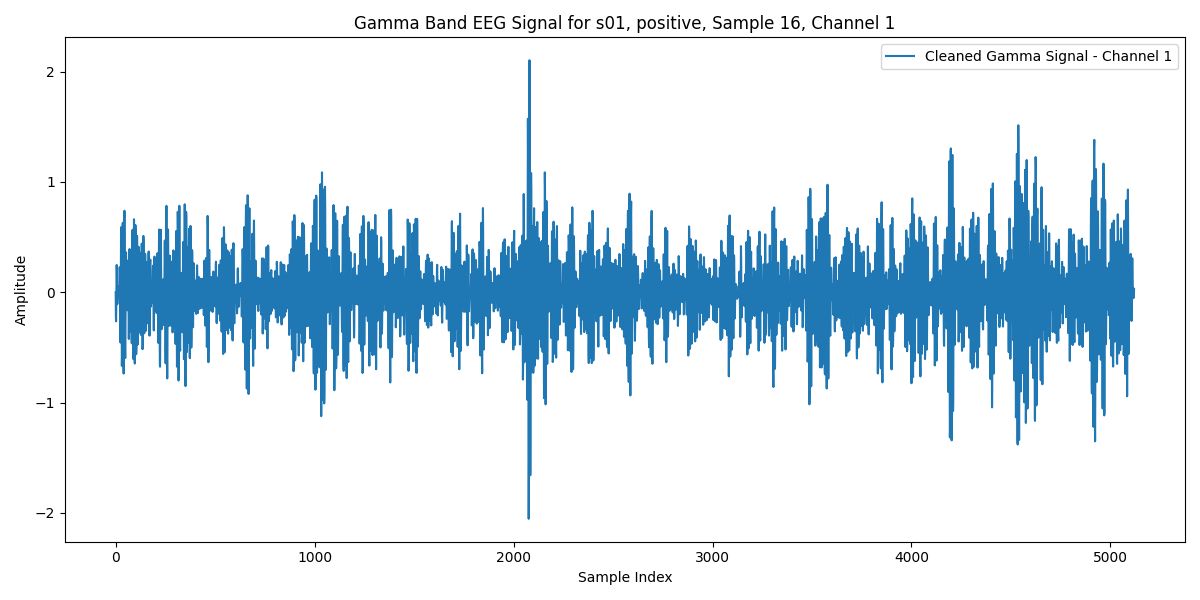 Gamma Band EEG Signal for s01, positive, Sample 16, Channel 1
Cleaned Gamma Signal - Channel 1
Amplitude
2
1
0
−1
−2
0 1000 2000 3000 4000 5000
Sample Index